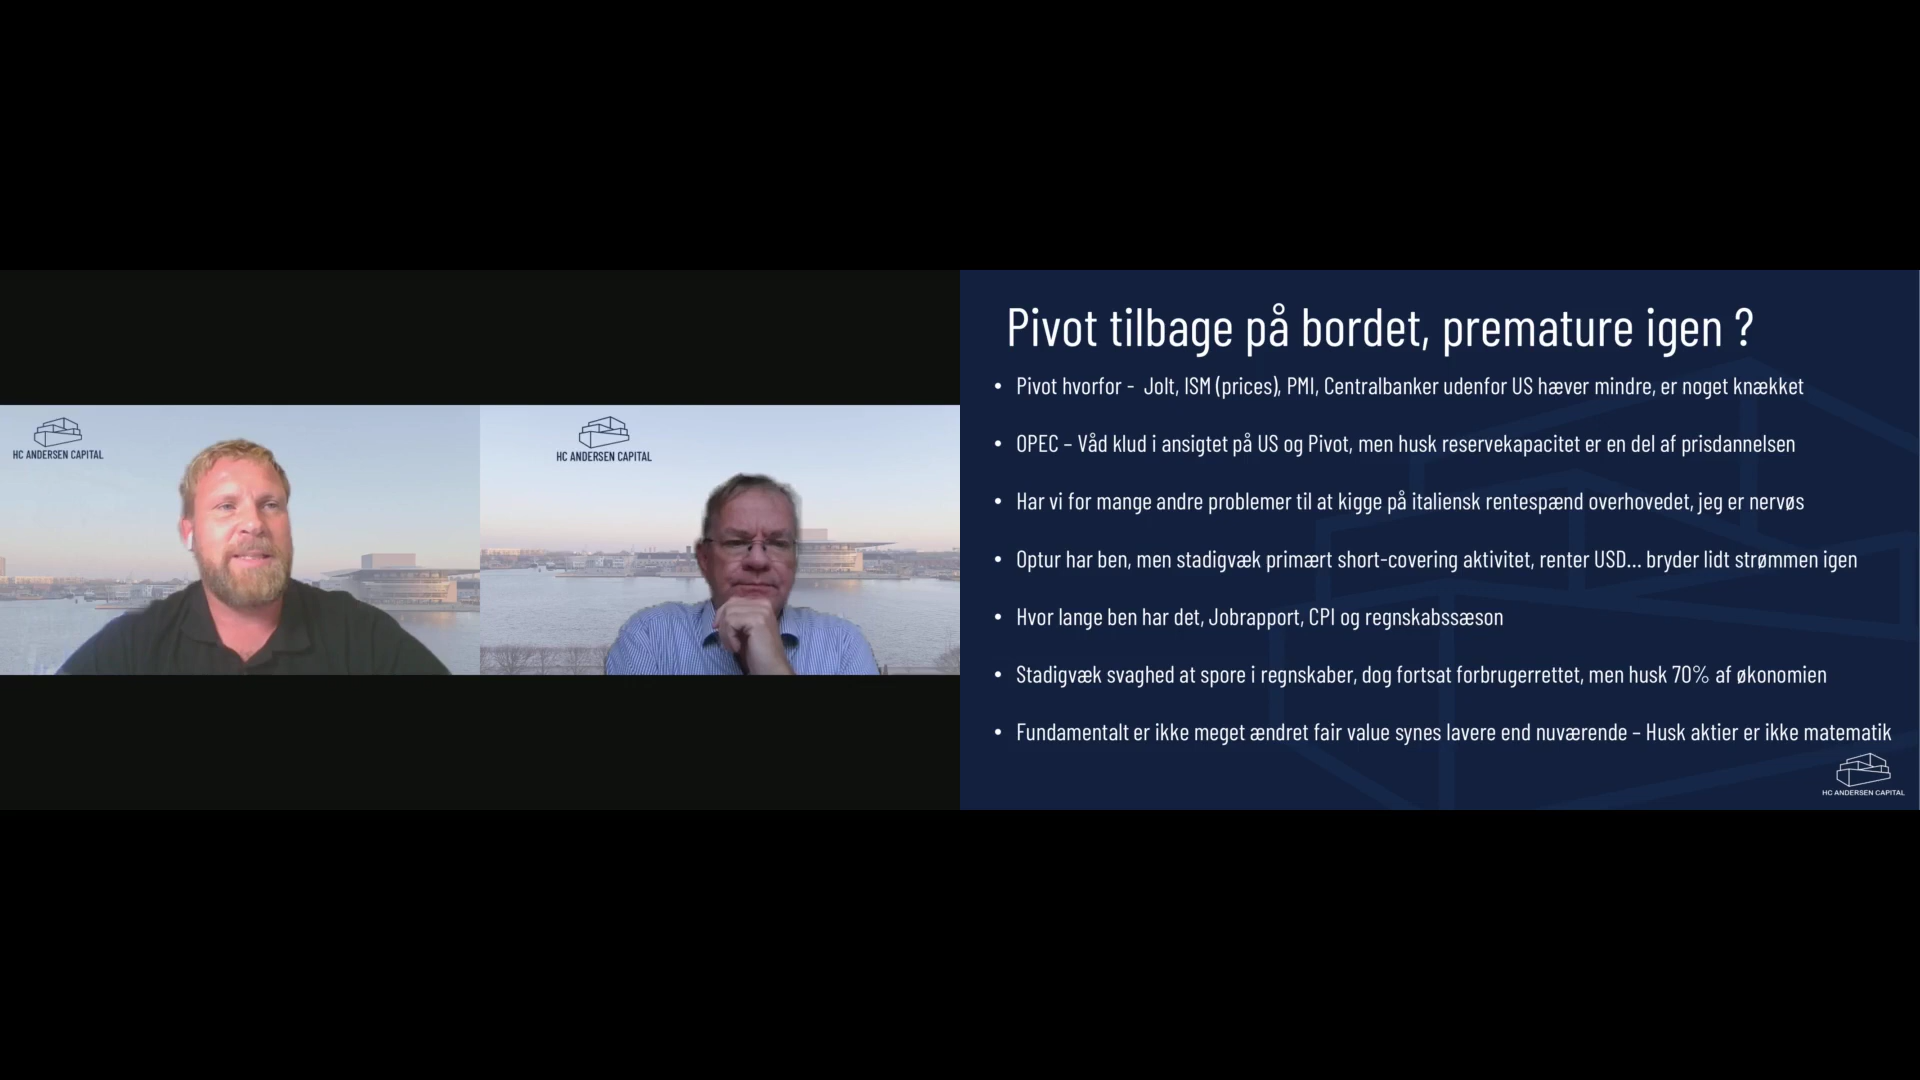 HC ANDERSEN CAPITAL
HC ANDERSEN CAPITAL
Pivot tilbage på bordet, premature igen ?
• Pivot hvorfor - Jolt, ISM (prices), PMI, Centralbanker udenfor US hæver mindre, er noget knækket
• OPEC – Våd klud i ansigtet på US og Pivot, men husk reservekapacitet er en del af prisdannelsen
• Har vi for mange andre problemer til at kigge på italiensk rentespænd overhovedet, jeg er nervøs
• Optur har ben, men stadigvæk primært short-covering aktivitet, renter USD... bryder lidt strømmen igen
• Hvor lange ben har det, Jobrapport, CPI og regnskabssæson
• Stadigvæk svaghed at spore i regnskaber, dog fortsat forbrugerrettet, men husk 70% af økonomien
• Fundamentalt er ikke meget ændret fair value synes lavere end nuværende – Husk aktier er ikke matematik
HC ANDERSEN CAPITAL